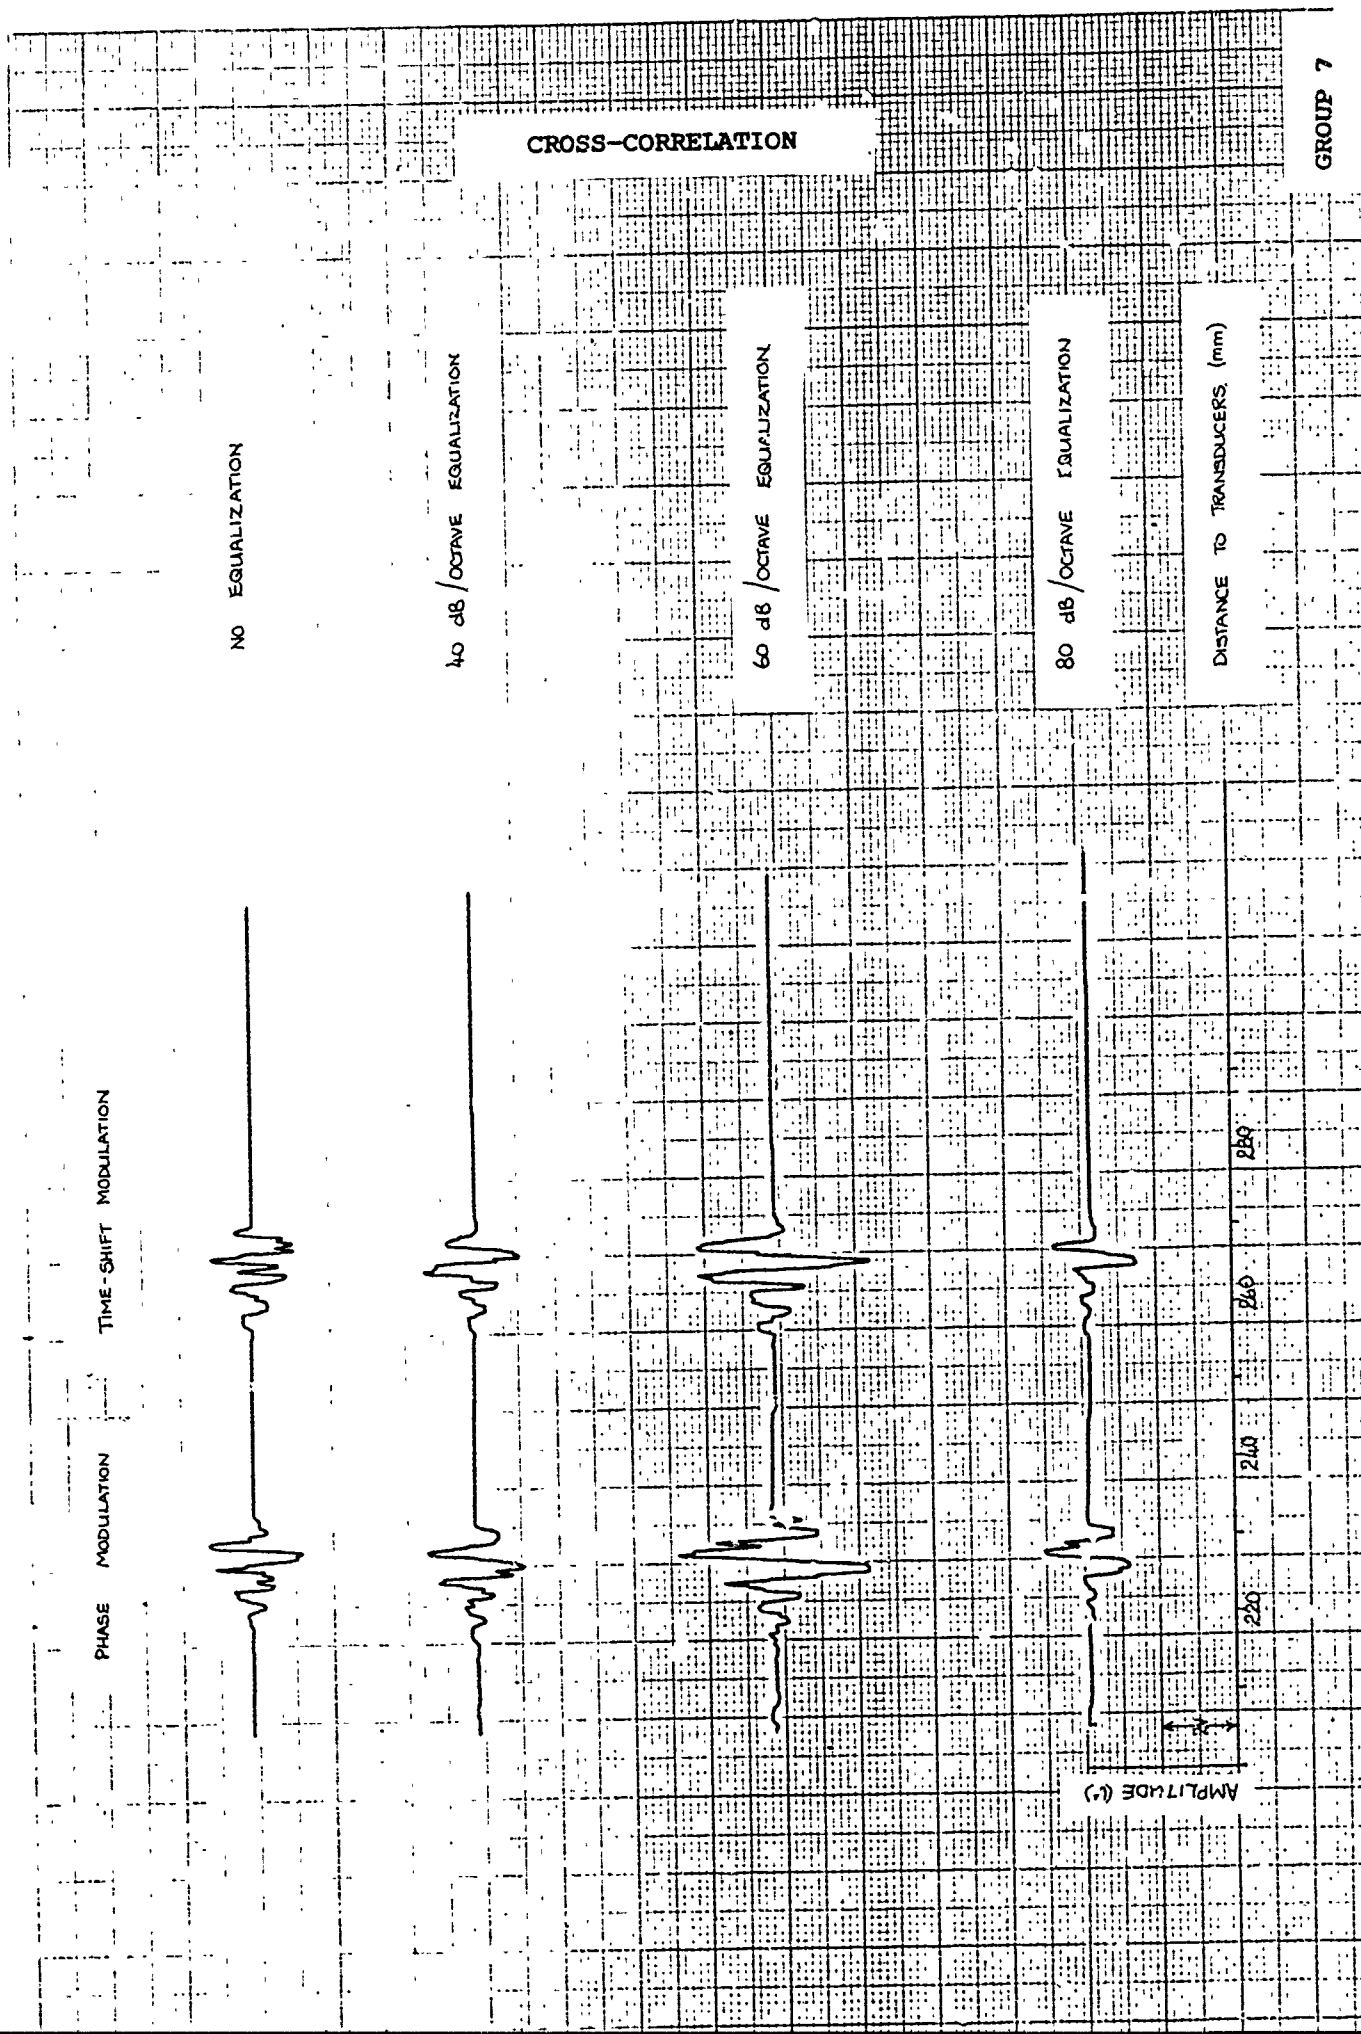 CROSS-CORRELATION
GROUP 7
PHASE MODULATION
TIME-SHIFT MODULATION
NO EQUALIZATION
40 dB/OCTAVE EQUALIZATION
60 dB/OCTAVE EQUALIZATION.
80 dB/OCTAVE EQUALIZATION
DISTANCE TO TRANSDUCERS. (mm)
220
240
260
280
AMPLITUDE